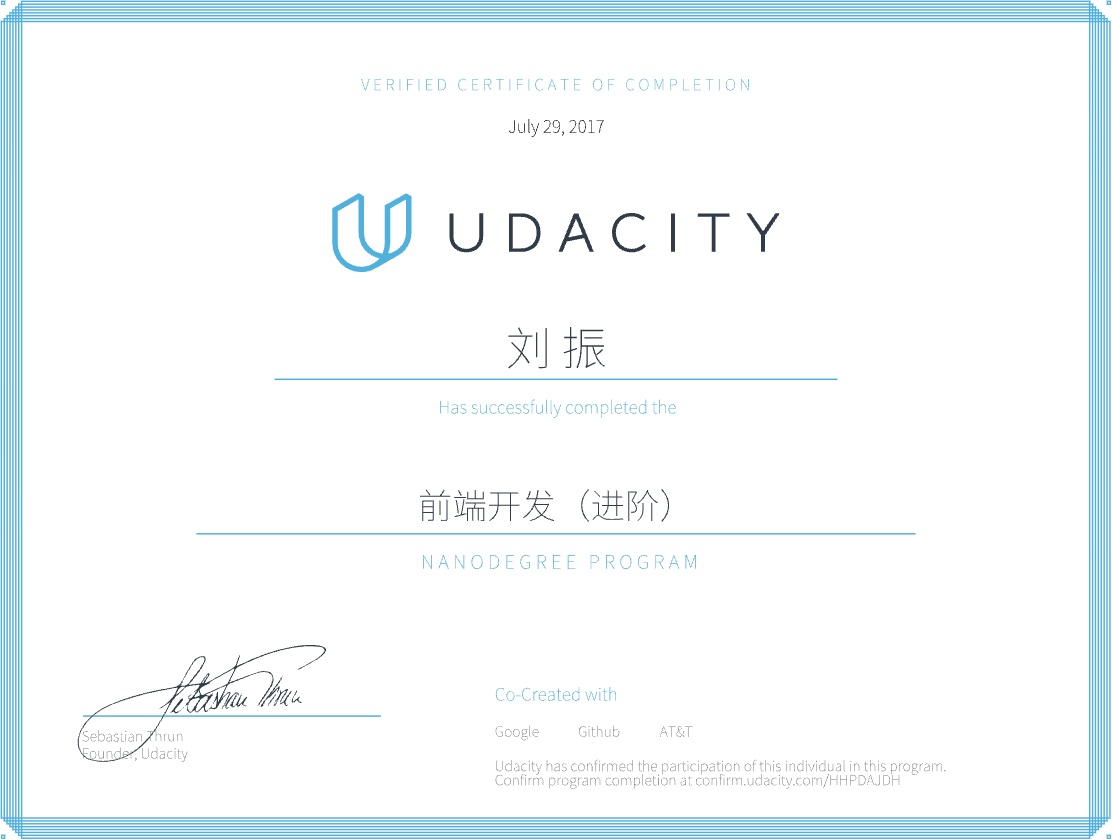 VERIFIED CERTIFICATE OF COMPLETION
July 29, 2017
UDACITY
刘 振
Has successfully completed the
前端开发（进阶）
NANODEGREE PROGRAM
Sebastian Thrun
Sebastian Thrun
Founder, Udacity
Co-Created with
Google Github AT&T
Udacity has confirmed the participation of this individual in this program.
Confirm program completion at confirm.udacity.com/HHPDAJDH